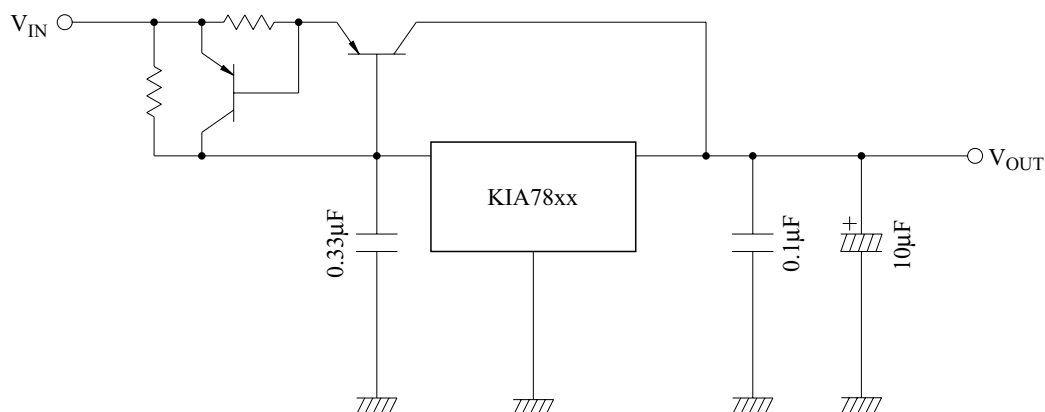 V_IN
KIA78xx
V_OUT
0.33μF
0.1μF
+
10μF